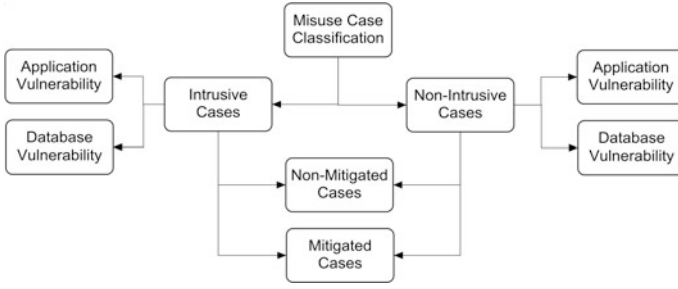 Misuse Case
Classification
Application
Vulnerability
Intrusive
Cases
Non-Intrusive
Cases
Application
Vulnerability
Database
Vulnerability
Database
Vulnerability
Non-Mitigated
Cases
Mitigated
Cases